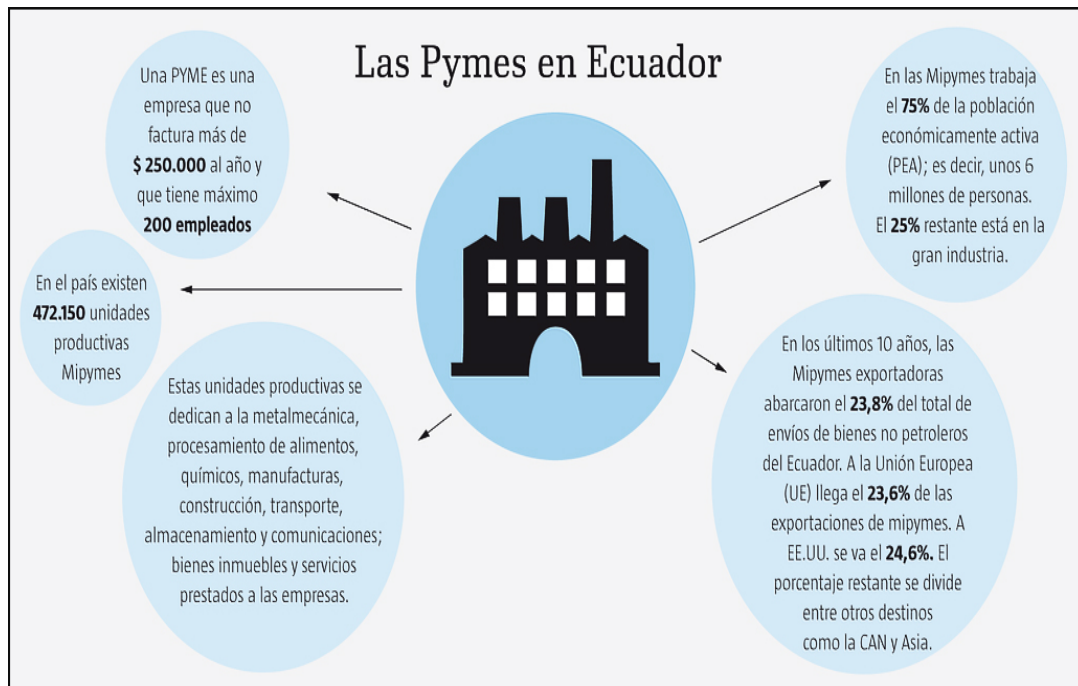 Las Pymes en Ecuador
Una PYME es una
empresa que no
factura más de
$ 250.000 al año y
que tiene máximo
200 empleados
En el país existen
472.150 unidades
productivas
Mipymes
Estas unidades productivas se
dedican a la metalmecánica,
procesamiento de alimentos,
químicos, manufacturas,
construcción, transporte,
almacenamiento y comunicaciones;
bienes inmuebles y servicios
prestados a las empresas.
En las Mipymes trabaja
el 75% de la población
económicamente activa
(PEA); es decir, unos 6
millones de personas.
El 25% restante está en la
gran industria.
En los últimos 10 años, las
Mipymes exportadoras
abarcaron el 23,8% del total de
envíos de bienes no petroleros
del Ecuador. A la Unión Europea
(UE) llega el 23,6% de las
exportaciones de mipymes. A
EE.UU. se va el 24,6%. El
porcentaje restante se divide
entre otros destinos
como la CAN y Asia.